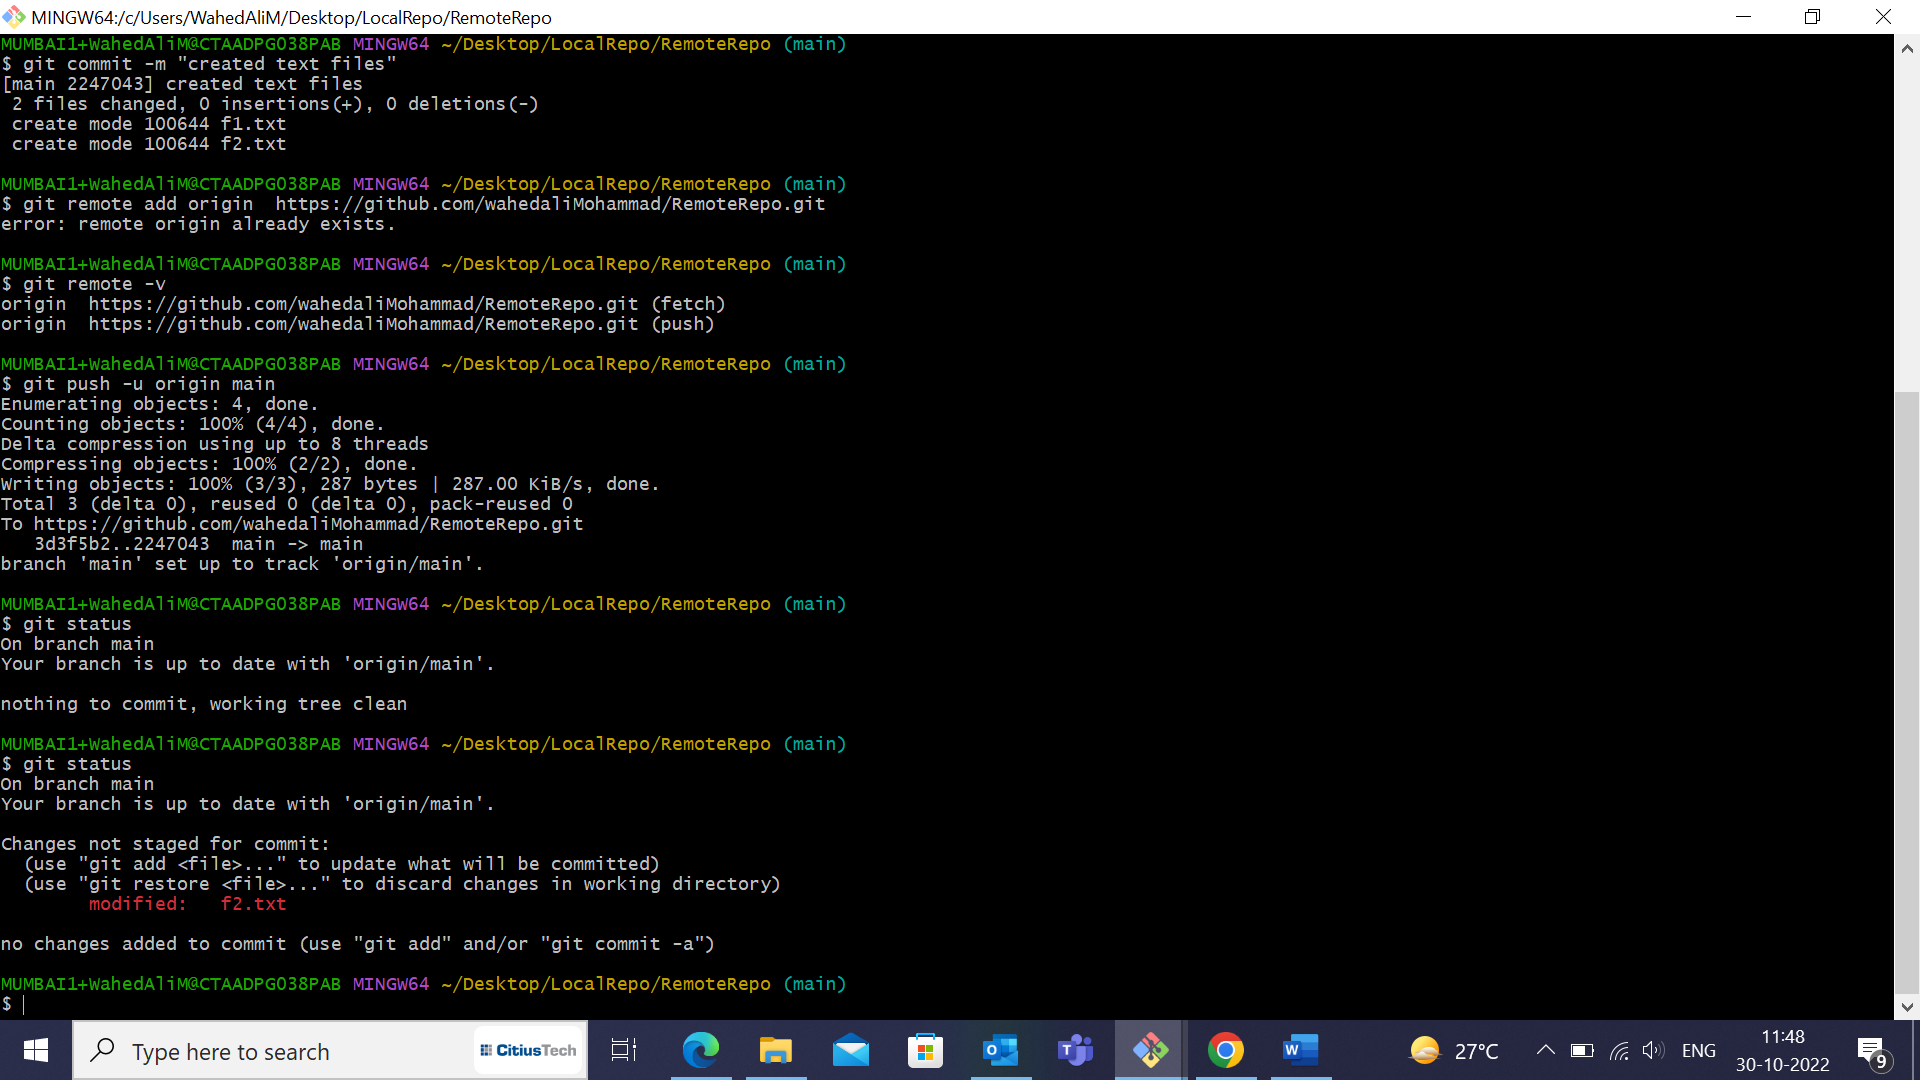 MINGW64:/c/Users/WahedAliM/Desktop/LocalRepo/RemoteRepo
MUMBAI1+WahedAliM@CTAADPG038PAB MINGW64 ~/Desktop/LocalRepo/RemoteRepo (main)
$ git commit -m "created text files"
[main 2247043] created text files
 2 files changed, 0 insertions(+), 0 deletions(-)
 create mode 100644 f1.txt
 create mode 100644 f2.txt
MUMBAI1+WahedAliM@CTAADPG038PAB MINGW64 ~/Desktop/LocalRepo/RemoteRepo (main)
$ git remote add origin  https://github.com/wahedaliMohammad/RemoteRepo.git
error: remote origin already exists.
MUMBAI1+WahedAliM@CTAADPG038PAB MINGW64 ~/Desktop/LocalRepo/RemoteRepo (main)
$ git remote -v
origin  https://github.com/wahedaliMohammad/RemoteRepo.git (fetch)
origin  https://github.com/wahedaliMohammad/RemoteRepo.git (push)
MUMBAI1+WahedAliM@CTAADPG038PAB MINGW64 ~/Desktop/LocalRepo/RemoteRepo (main)
$ git push -u origin main
Enumerating objects: 4, done.
Counting objects: 100% (4/4), done.
Delta compression using up to 8 threads
Compressing objects: 100% (2/2), done.
Writing objects: 100% (3/3), 287 bytes | 287.00 KiB/s, done.
Total 3 (delta 0), reused 0 (delta 0), pack-reused 0
To https://github.com/wahedaliMohammad/RemoteRepo.git
   3d3f5b2..2247043  main -> main
branch 'main' set up to track 'origin/main'.
MUMBAI1+WahedAliM@CTAADPG038PAB MINGW64 ~/Desktop/LocalRepo/RemoteRepo (main)
$ git status
On branch main
Your branch is up to date with 'origin/main'.
nothing to commit, working tree clean
MUMBAI1+WahedAliM@CTAADPG038PAB MINGW64 ~/Desktop/LocalRepo/RemoteRepo (main)
$ git status
On branch main
Your branch is up to date with 'origin/main'.
Changes not staged for commit:
  (use "git add <file>..." to update what will be committed)
  (use "git restore <file>..." to discard changes in working directory)
        modified:   f2.txt
no changes added to commit (use "git add" and/or "git commit -a")
MUMBAI1+WahedAliM@CTAADPG038PAB MINGW64 ~/Desktop/LocalRepo/RemoteRepo (main)
$
Type here to search
CitiusTech
27°C
ENG
11:48
30-10-2022
9